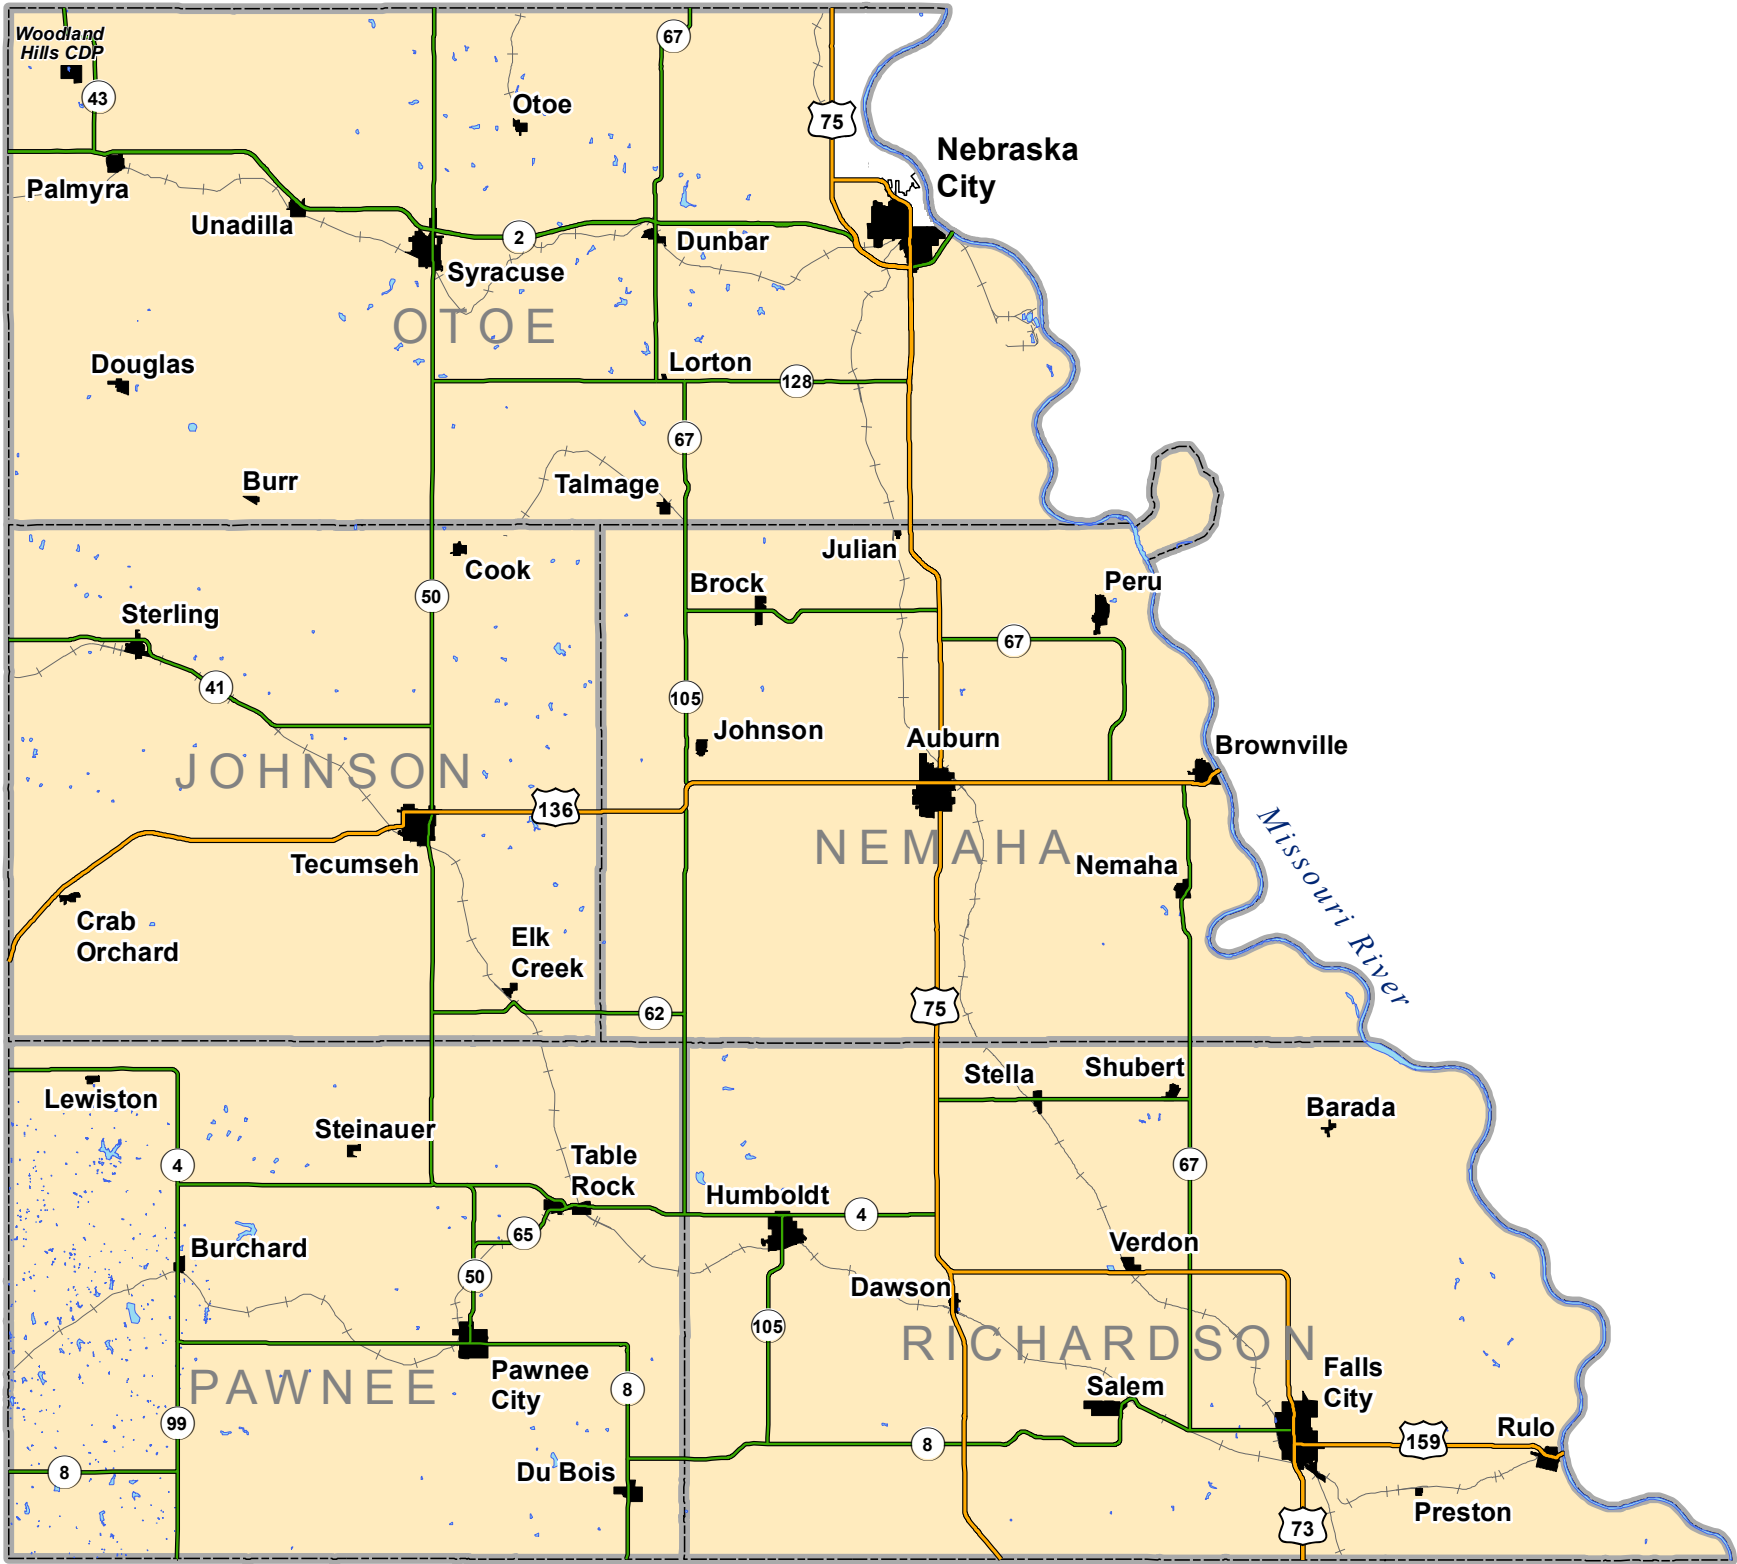 Woodland
Hills CDP
67
43
Otoe
75
Nebraska
City
Palmyra
Unadilla
2
Dunbar
Syracuse
OTOE
Douglas
Lorton
128
67
Burr
Talmage
Julian
Cook
Brock
Peru
50
Sterling
67
41
105
Johnson
Auburn
Brownville
JOHNSON
136
NEMAHA
Missouri River
Tecumseh
Nemaha
Crab
Orchard
Elk
Creek
75
62
Stella
Shubert
Lewiston
Barada
Steinauer
4
Table
Rock
67
Humboldt
4
65
Burchard
Verdon
50
Dawson
105
RICHARDSON
PAWNEE
Pawnee
City
8
Salem
Falls
City
99
Rulo
8
159
8
Du Bois
Preston
73